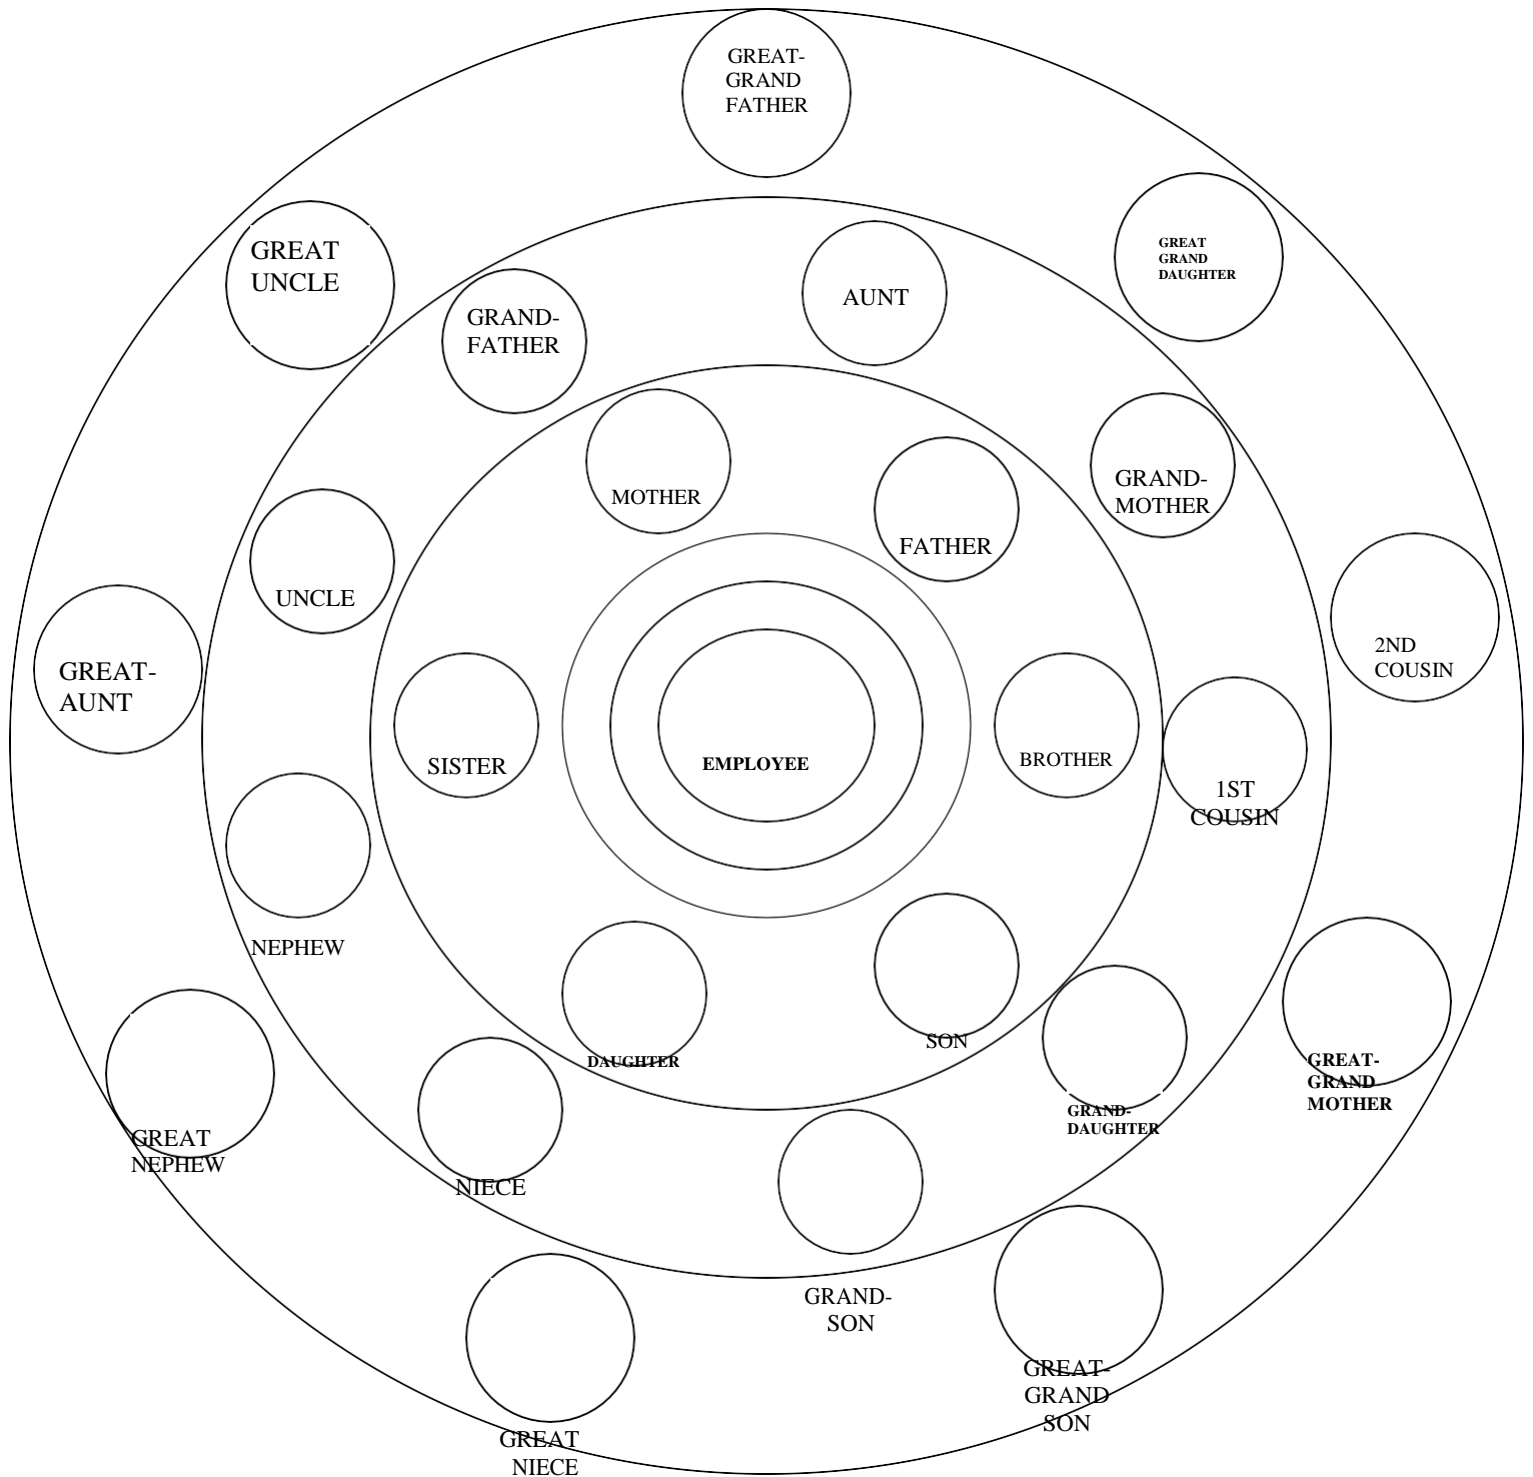 GREAT-
GRAND
FATHER
GREAT
UNCLE
GREAT
GRAND
DAUGHTER
GRAND-
FATHER
AUNT
MOTHER
GRAND-
MOTHER
FATHER
UNCLE
GREAT-
AUNT
2ND
COUSIN
SISTER
EMPLOYEE
BROTHER
1ST
COUSIN
NEPHEW
DAUGHTER
SON
GREAT-
GRAND
MOTHER
GRAND-
DAUGHTER
GREAT
NEPHEW
NIECE
GRAND-
SON
GREAT-
GRAND
SON
GREAT
NIECE